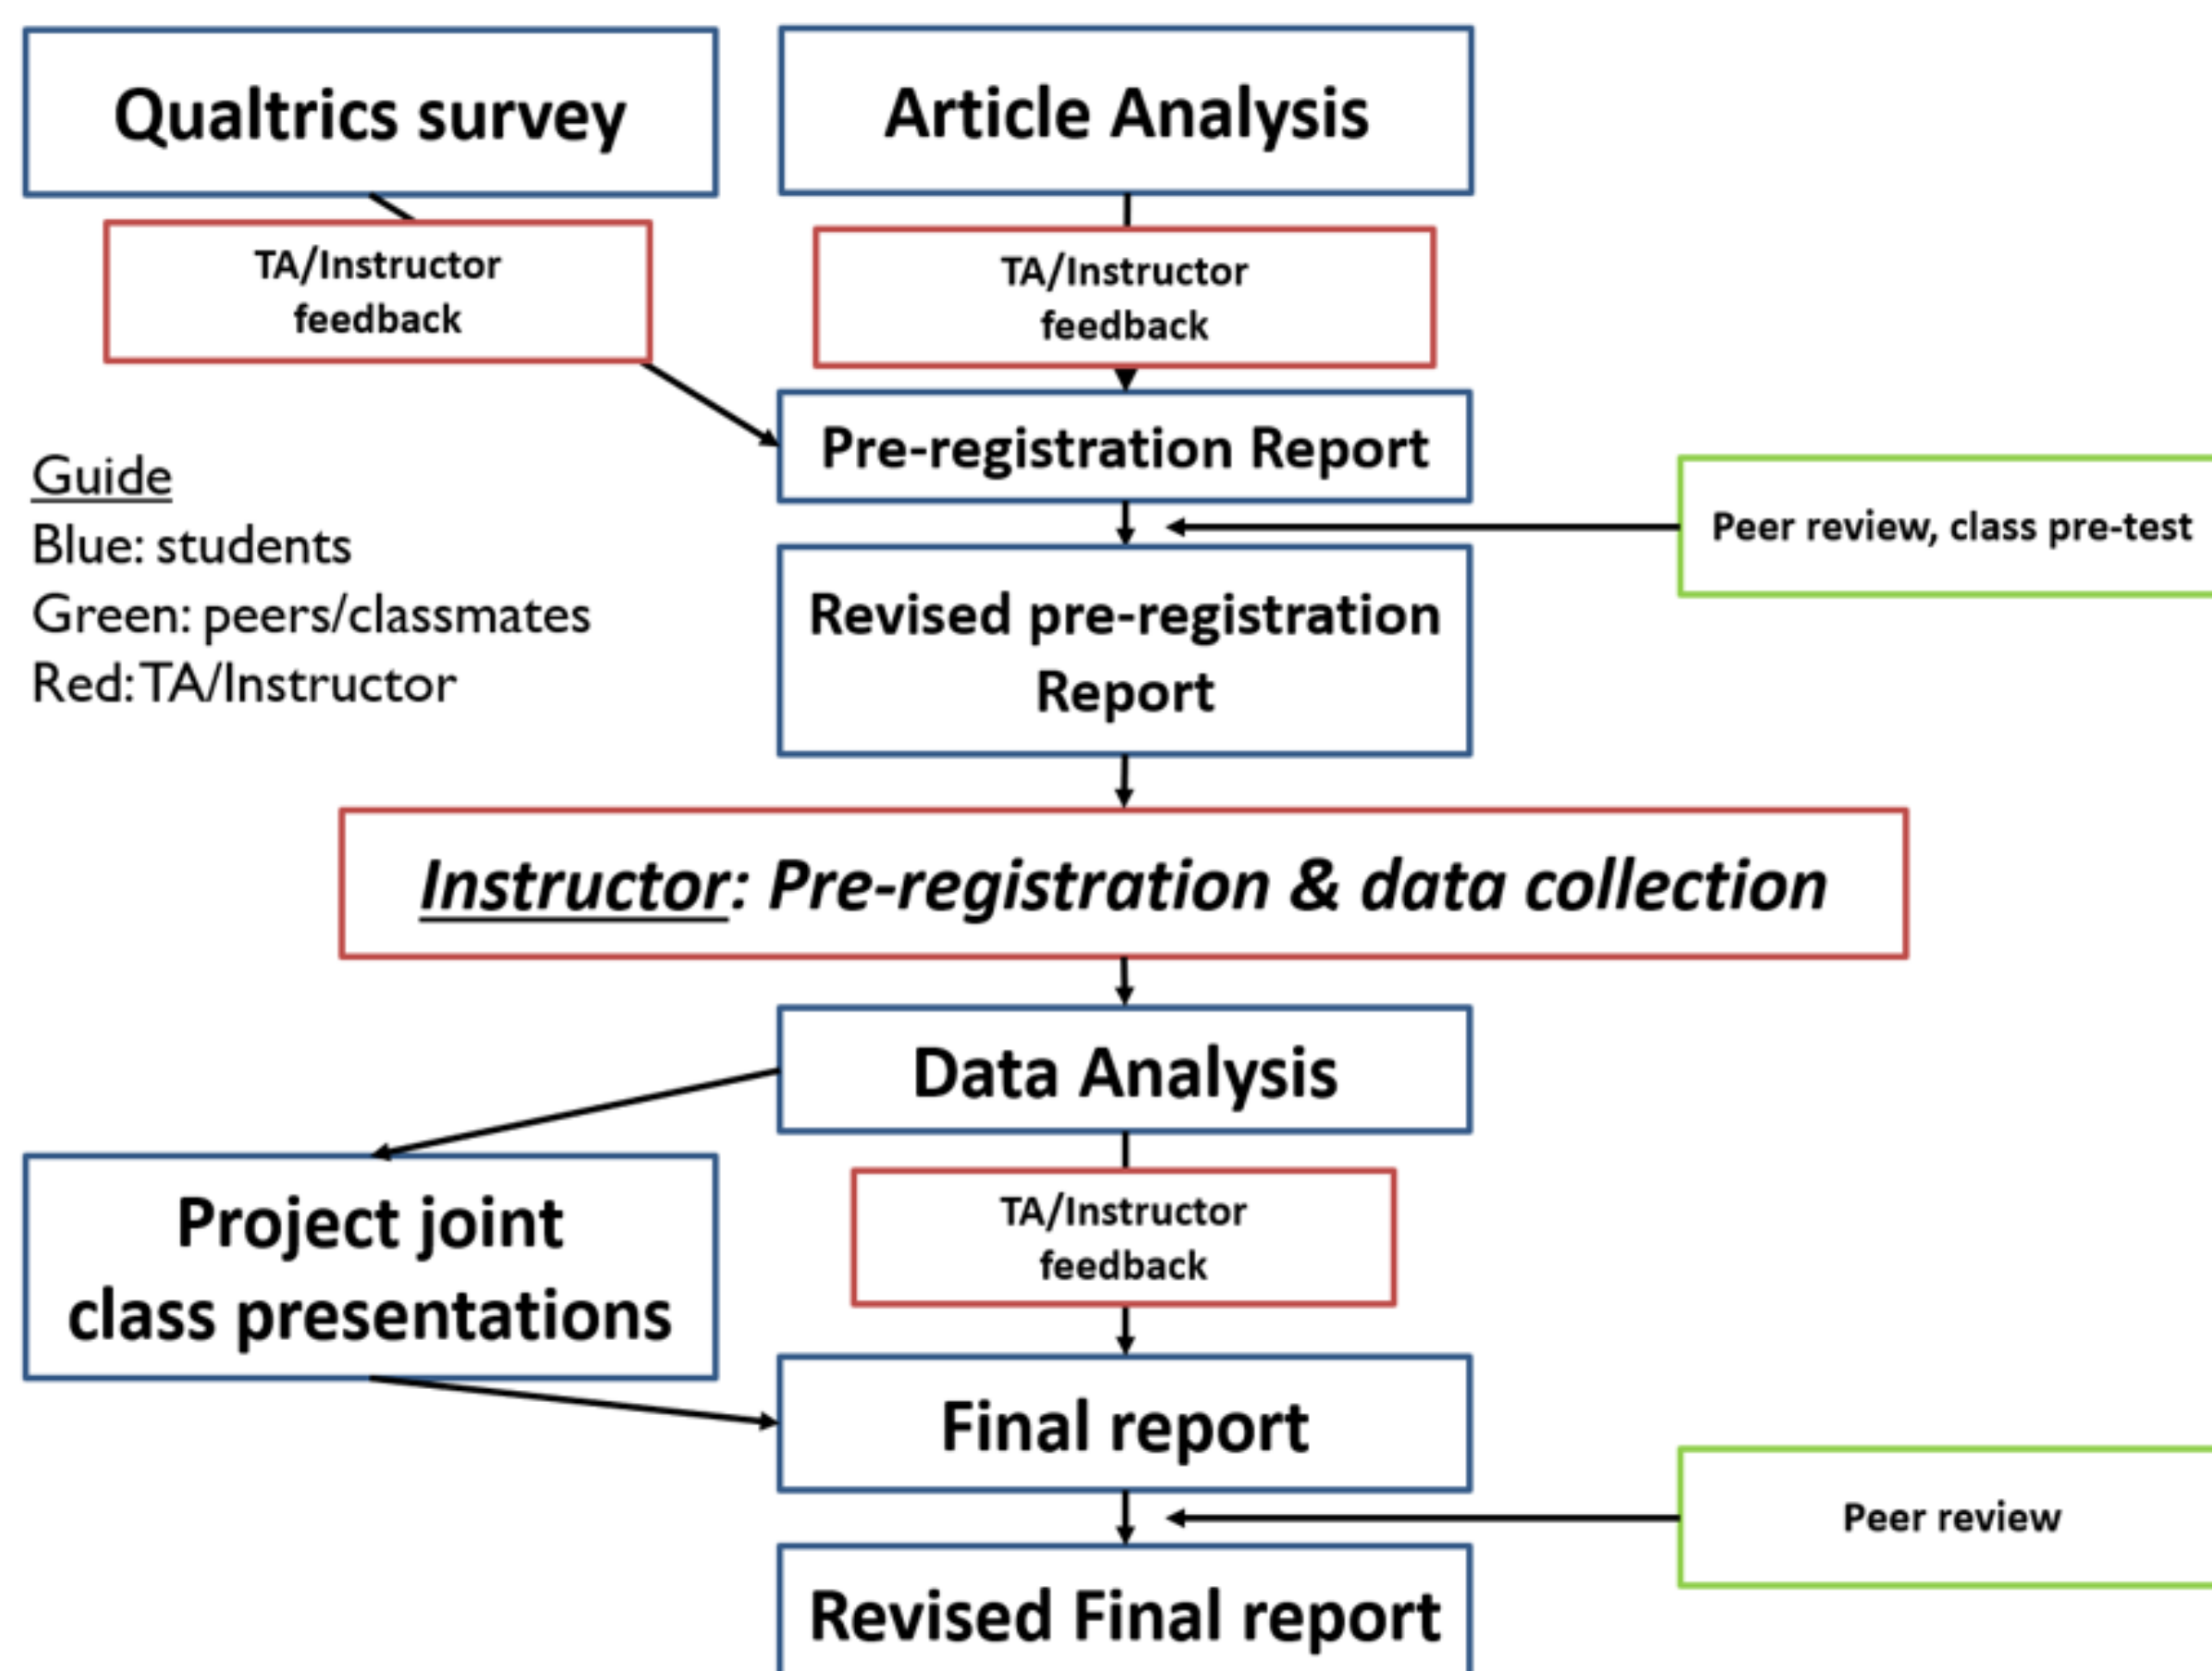 Qualtrics survey
Article Analysis
TA/Instructor
feedback
TA/Instructor
feedback
Pre-registration Report
Guide
Blue: students
Green: peers/classmates
Red: TA/Instructor
Peer review, class pre-test
Revised pre-registration
Report
Instructor: Pre-registration & data collection
Data Analysis
Project joint
class presentations
TA/Instructor
feedback
Final report
Peer review
Revised Final report